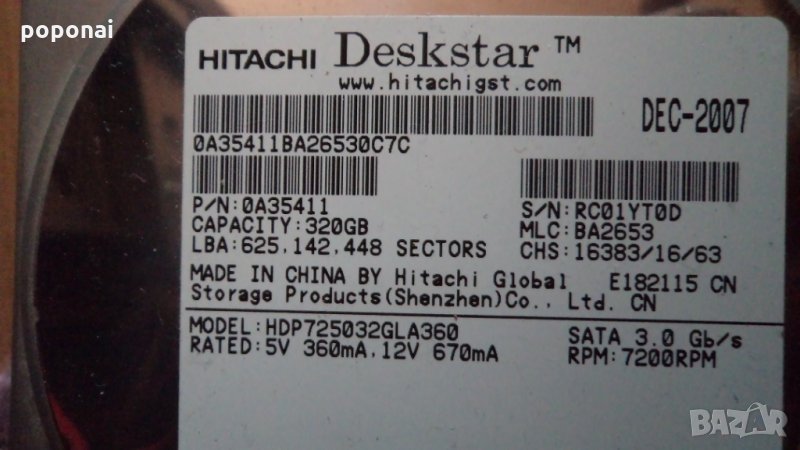 poponai
HITACHI Deskstar ™
www.hitachigst.com
DEC-2007
0A35411BA26530C7C
P/N:0A35411
S/N:RC01YT0D
CAPACITY:320GB
MLC:BA2653
LBA:625,142,448 SECTORS
CHS:16383/16/63
MADE IN CHINA BY Hitachi Global E182115 CN
Storage Products(Shenzhen)Co., Ltd. CN
MODEL:HDP725032GLA360
SATA 3.0 Gb/s
RATED:5V 360mA,12V 670mA
RPM:7200RPM
BAZAR